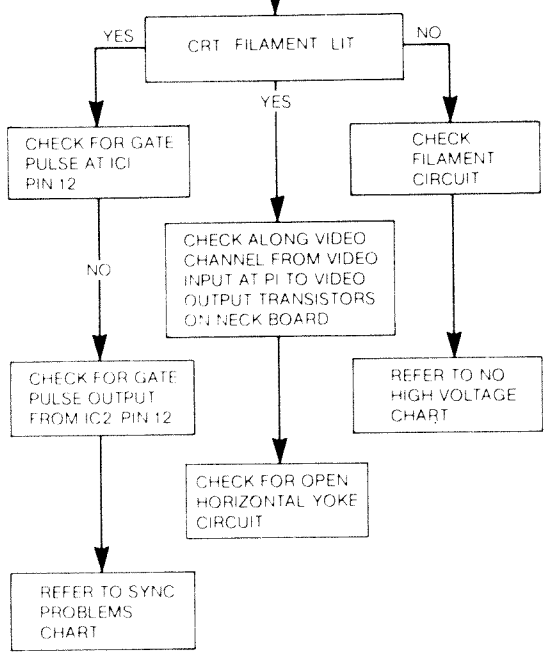 CRT FILAMENT LIT
YES
NO
YES
CHECK FOR GATE
PULSE AT IC1
PIN 12
CHECK
FILAMENT
CIRCUIT
CHECK ALONG VIDEO
CHANNEL FROM VIDEO
INPUT AT P1 TO VIDEO
OUTPUT TRANSISTORS
ON NECK BOARD
NO
CHECK FOR GATE
PULSE OUTPUT
FROM IC2 PIN 12
REFER TO NO
HIGH VOLTAGE
CHART
CHECK FOR OPEN
HORIZONTAL YOKE
CIRCUIT
REFER TO SYNC
PROBLEMS
CHART